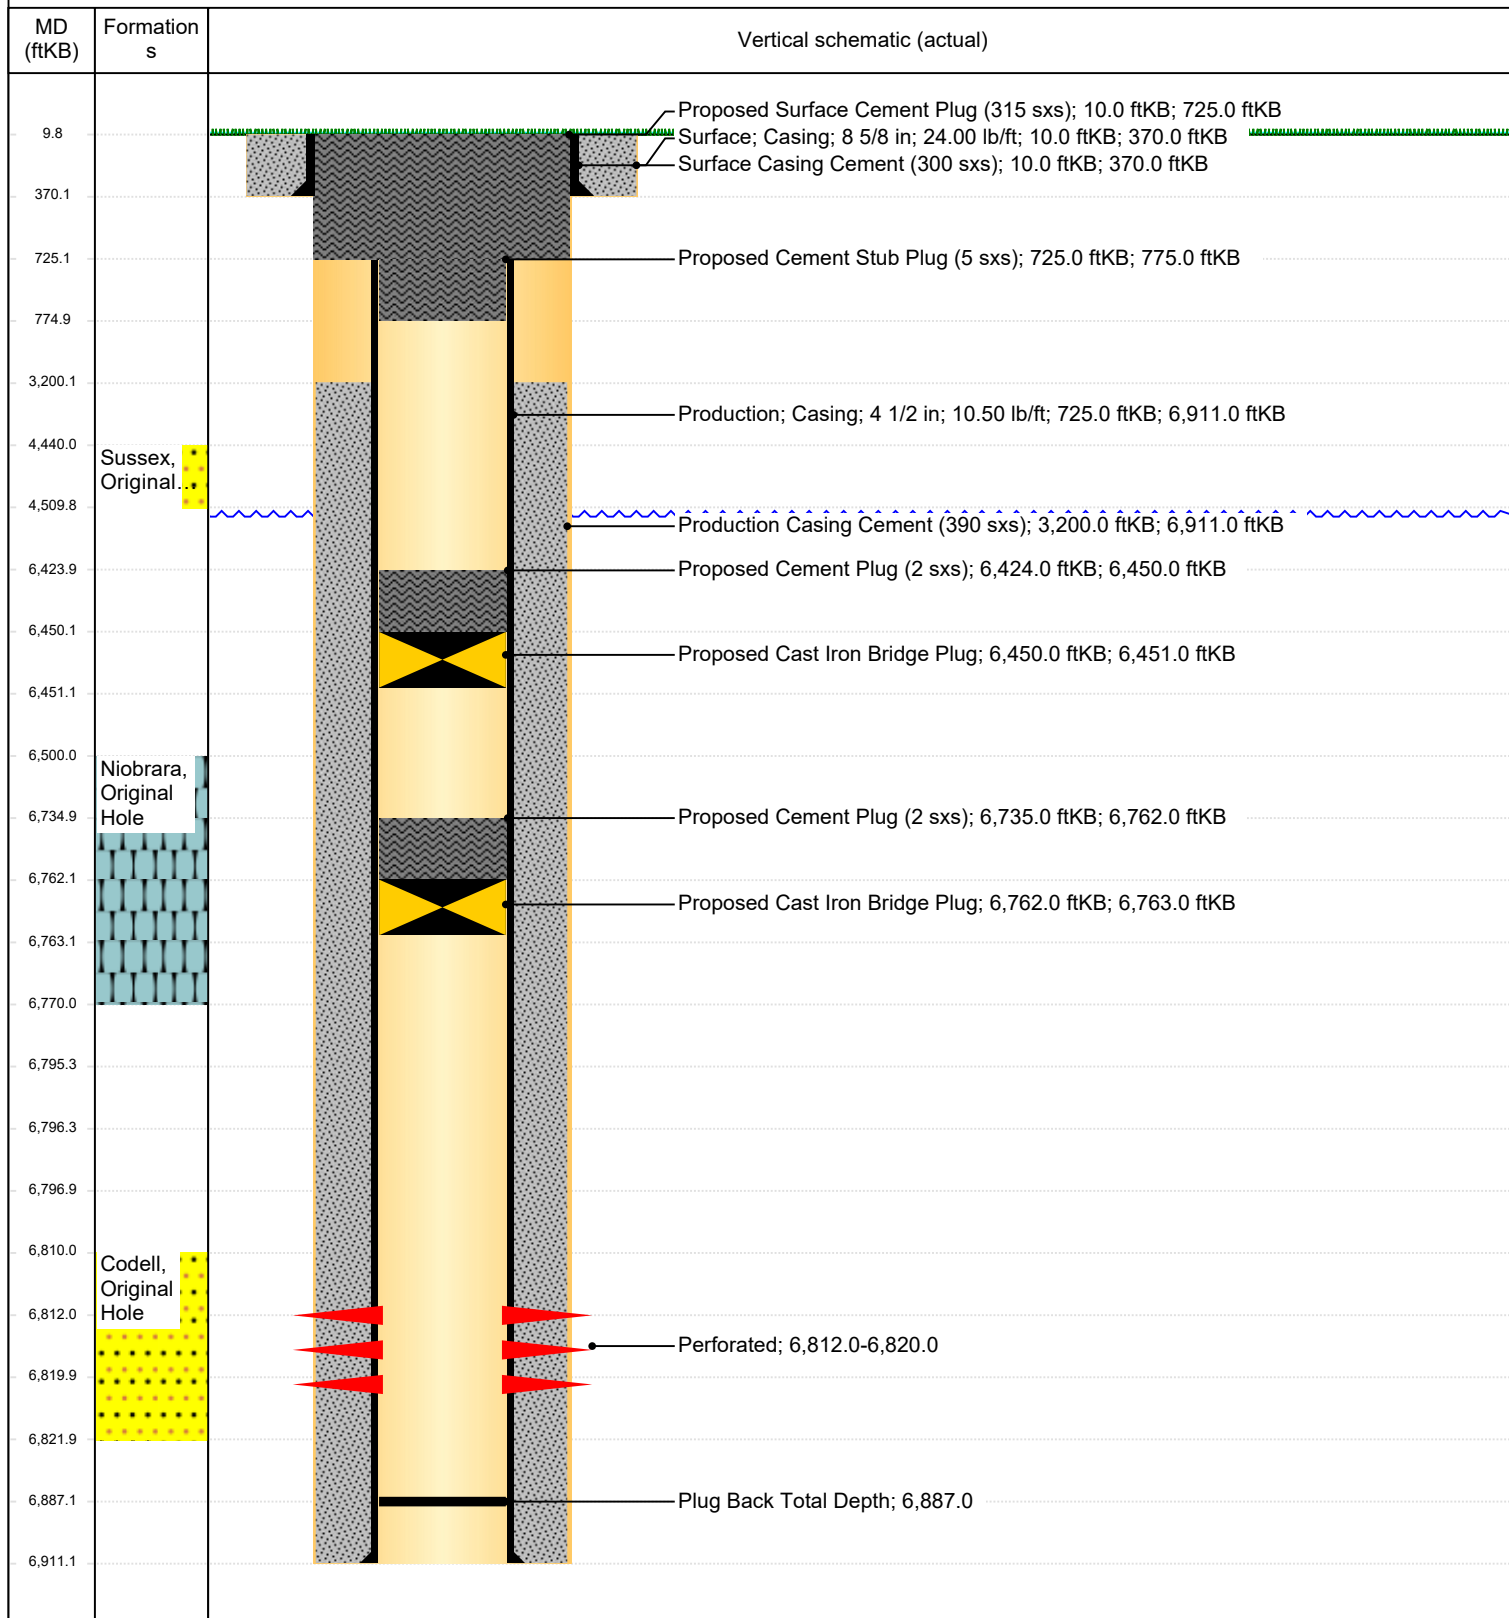 MD
(ftKB)
Formation
s
Vertical schematic (actual)
Proposed Surface Cement Plug (315 sxs); 10.0 ftKB; 725.0 ftKB
9.8
Surface; Casing; 8 5/8 in; 24.00 lb/ft; 10.0 ftKB; 370.0 ftKB
Surface Casing Cement (300 sxs); 10.0 ftKB; 370.0 ftKB
370.1
725.1
Proposed Cement Stub Plug (5 sxs); 725.0 ftKB; 775.0 ftKB
774.9
3,200.1
Production; Casing; 4 1/2 in; 10.50 lb/ft; 725.0 ftKB; 6,911.0 ftKB
4,440.0
Sussex,
Original...
4,509.8
Production Casing Cement (390 sxs); 3,200.0 ftKB; 6,911.0 ftKB
6,423.9
Proposed Cement Plug (2 sxs); 6,424.0 ftKB; 6,450.0 ftKB
6,450.1
Proposed Cast Iron Bridge Plug; 6,450.0 ftKB; 6,451.0 ftKB
6,451.1
6,500.0
Niobrara,
Original
Hole
6,734.9
Proposed Cement Plug (2 sxs); 6,735.0 ftKB; 6,762.0 ftKB
6,762.1
Proposed Cast Iron Bridge Plug; 6,762.0 ftKB; 6,763.0 ftKB
6,763.1
6,770.0
6,795.3
6,796.3
6,796.9
6,810.0
Codell,
Original
Hole
6,812.0
Perforated; 6,812.0-6,820.0
6,819.9
6,821.9
6,887.1
Plug Back Total Depth; 6,887.0
6,911.1